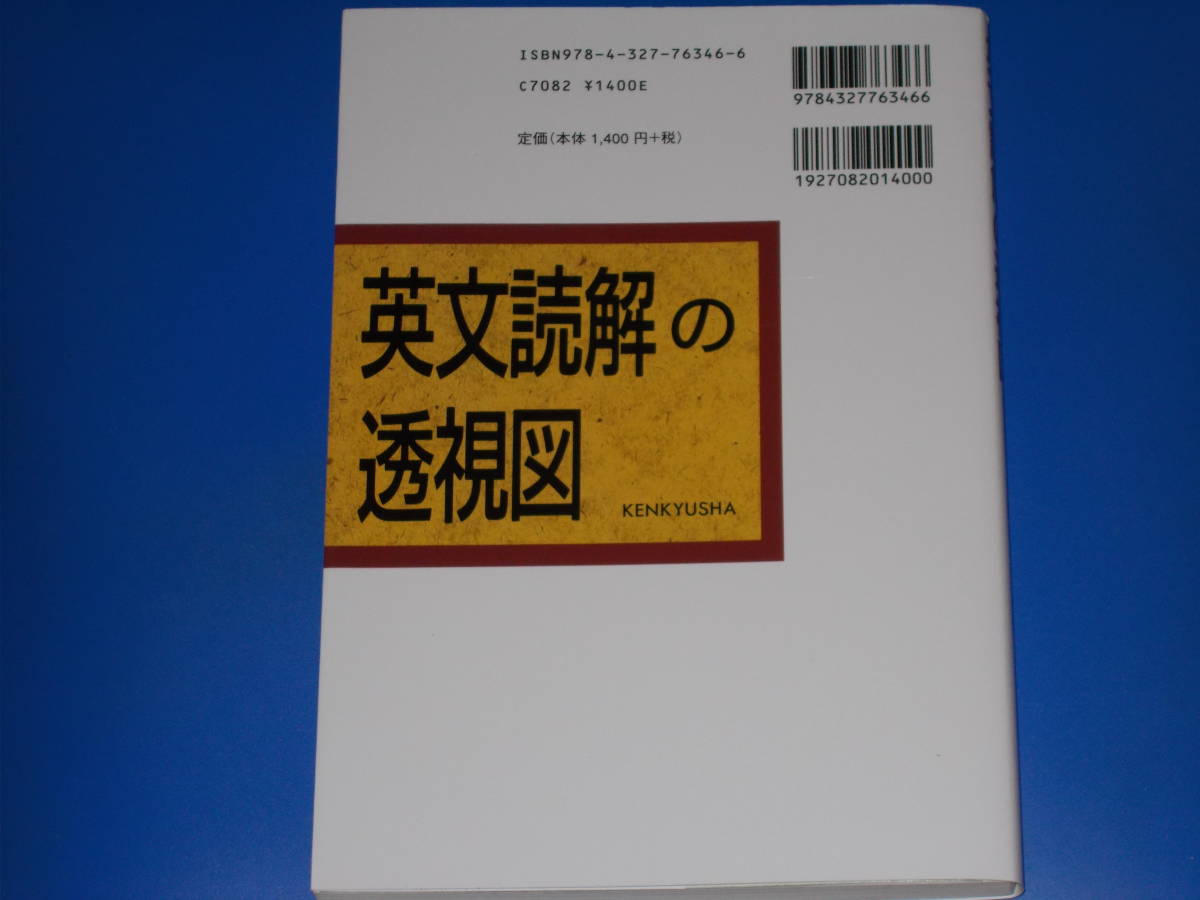 ISBN978-4-327-76346-6
C7082 ¥1400E
定価(本体 1,400 円+税)
9784327763466
1927082014000
英文読解の
透視図
KENKYUSHA